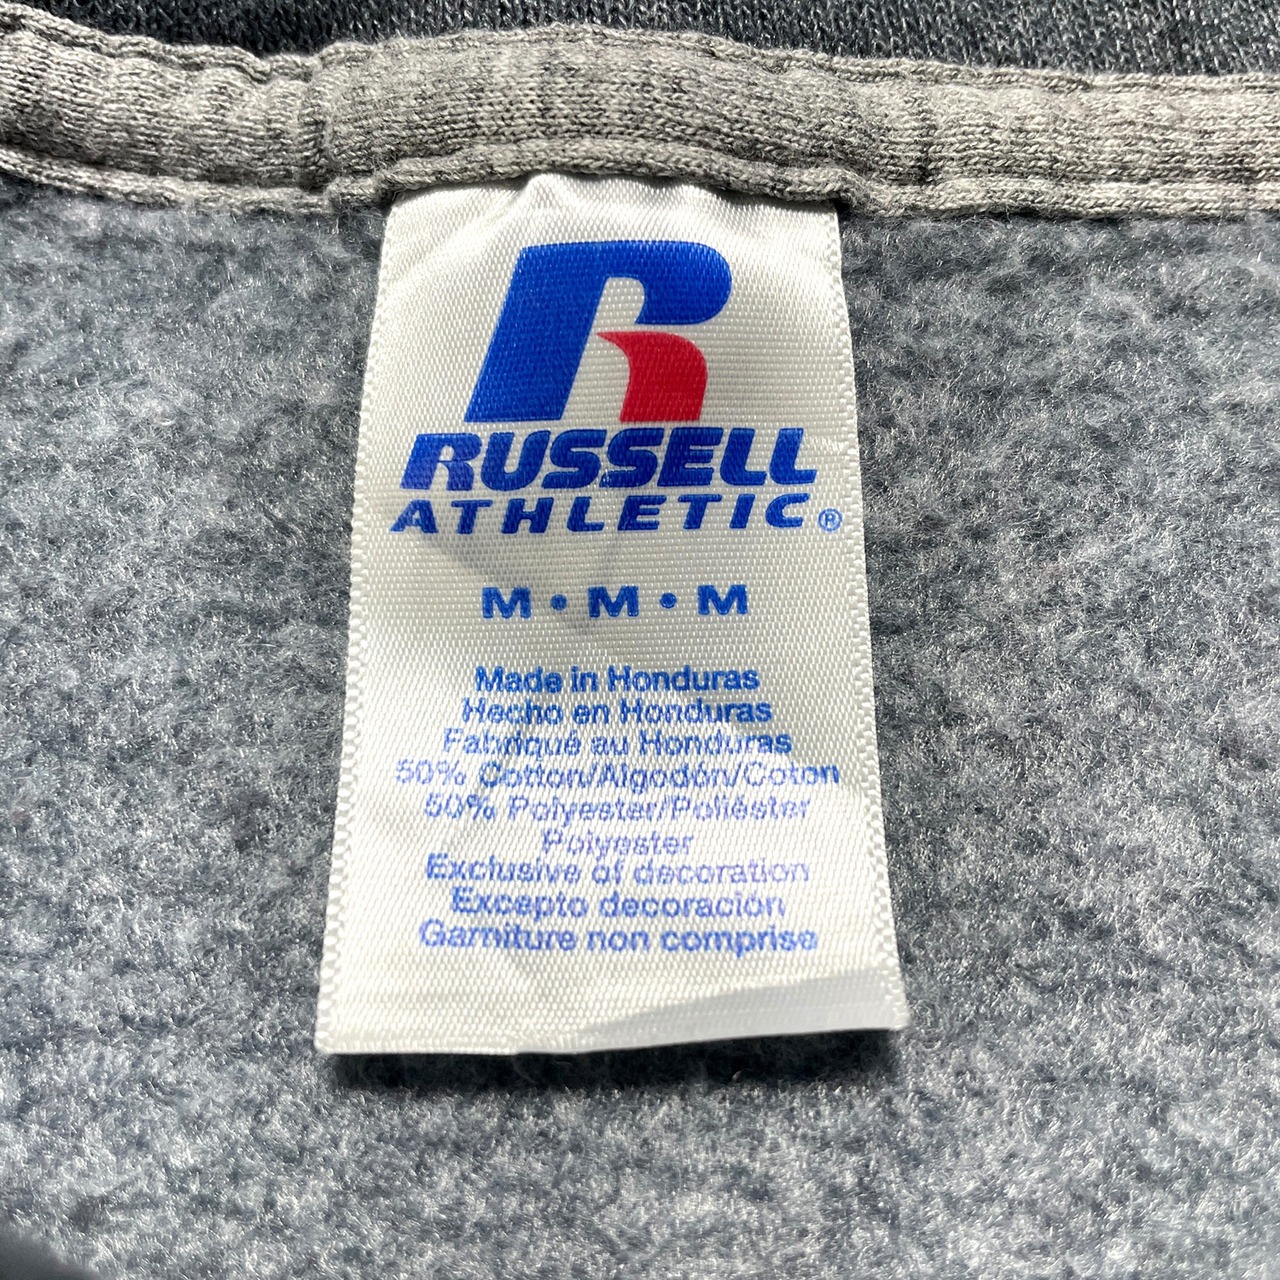 R
RUSSELL
ATHLETIC®
M • M • M
Made in Honduras
Hecho en Honduras
Fabriqué au Honduras
50% Cotton/Algodón/Coton
50% Polyester/Poliéster
Polyester
Exclusive of decoration
Excepto decoración
Garniture non comprise